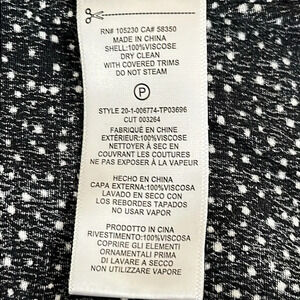 RN# 105230 CA# 58350
MADE IN CHINA
SHELL:100%VISCOSE
DRY CLEAN
WITH COVERED TRIMS
DO NOT STEAM
P
STYLE 20-1-006774-TP03696
CUT 003264
FABRIQUÉ EN CHINE
EXTÉRIEUR:100%VISCOSE
NETTOYER À SEC EN
COUVRANT LES COUTURES
NE PAS EXPOSER À LA VAPEUR
HECHO EN CHINA
CAPA EXTERNA:100%VISCOSA
LAVADO EN SECO CON
LOS REBORDES TAPADOS
NO USAR VAPOR
PRODOTTO IN CINA
RIVESTIMENTO:100%VISCOSA
COPRIRE GLI ELEMENTI
ORNAMENTALI PRIMA
DI LAVARE A SECCO
NON USARE IL VAPORE